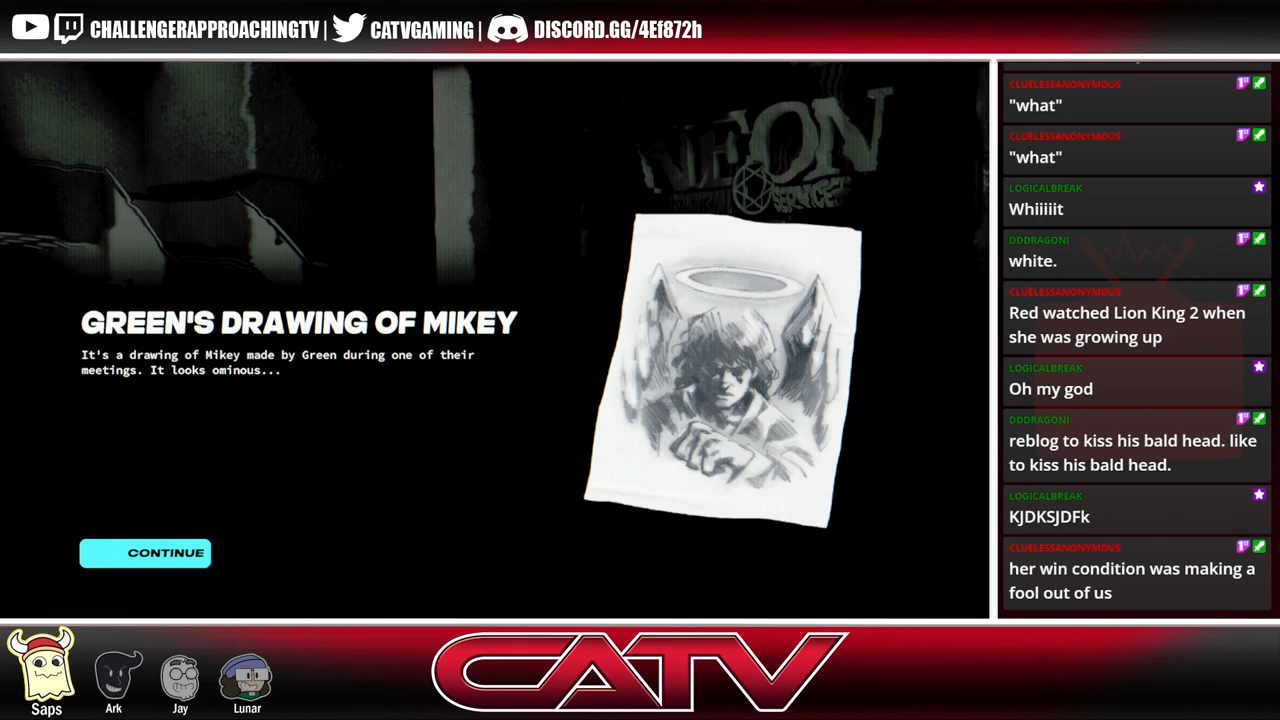 CHALLENGERAPPROACHINGTV | CATVGAMING | DISCORD.GG/4Ef872h
NEON
SERVICES
GREEN'S DRAWING OF MIKEY
It's a drawing of Mikey made by Green during one of their
meetings. It looks ominous...
CONTINUE
CLUELESSANONYMOUS
"what"
CLUELESSANONYMOUS
"what"
LOGICALBREAK
Whiiiiit
DDDRAGONI
white.
CLUELESSANONYMOUS
Red watched Lion King 2 when
she was growing up
LOGICALBREAK
Oh my god
DDDRAGONI
reblog to kiss his bald head. like
to kiss his bald head.
LOGICALBREAK
KJDKSJDFk
CLUELESSANONYMOUS
her win condition was making a
fool out of us
Saps
Ark
Jay
Lunar
CATV